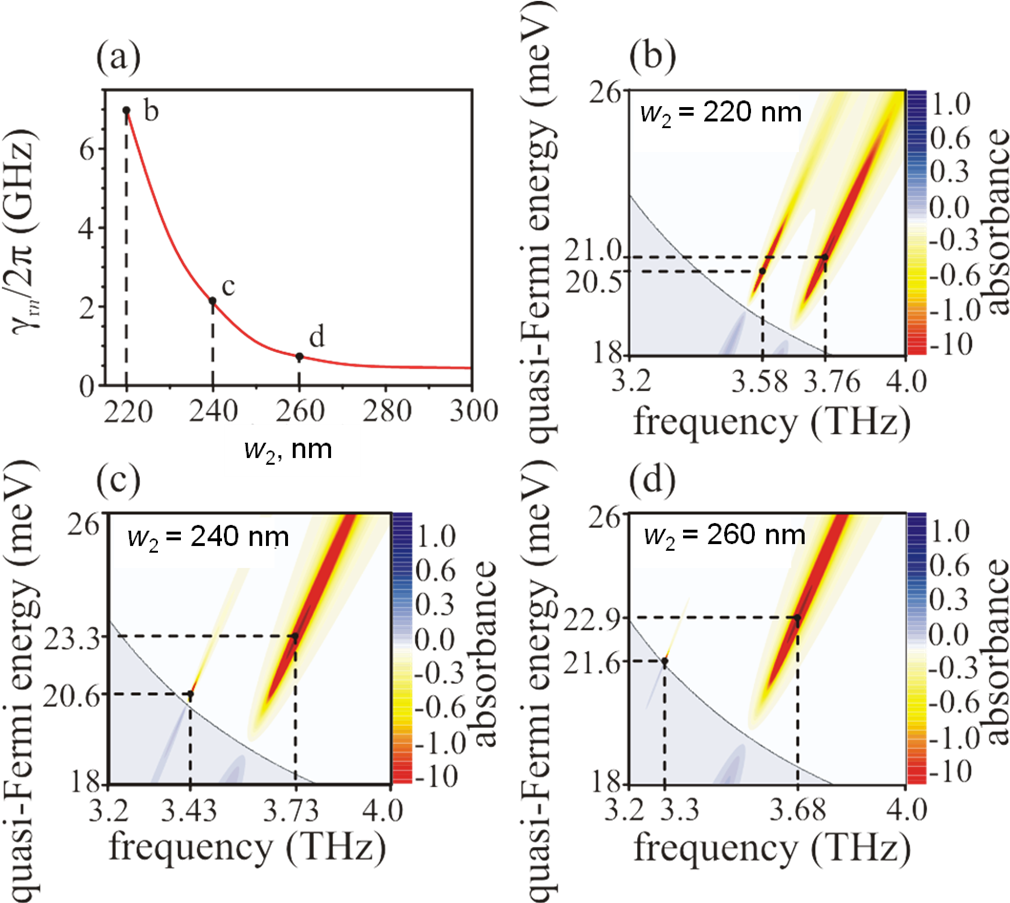 (a)
γrn/2π (GHz)
6
4
2
0
b
c
d
220 240 260 280 300
w2, nm
(b)
quasi-Fermi energy (meV)
26
21.0
20.5
18
w2 = 220 nm
3.2 3.58 3.76 4.0
frequency (THz)
1.0
0.6
0.3
0.0
-0.3
-0.6
-1.0
-10
absorbance
(c)
quasi-Fermi energy (meV)
26
23.3
20.6
18
w2 = 240 nm
3.2 3.43 3.73 4.0
frequency (THz)
1.0
0.6
0.3
0.0
-0.3
-0.6
-1.0
-10
absorbance
(d)
quasi-Fermi energy (meV)
26
22.9
21.6
18
w2 = 260 nm
3.2 3.3 3.68 4.0
frequency (THz)
1.0
0.6
0.3
0.0
-0.3
-0.6
-1.0
-10
absorbance